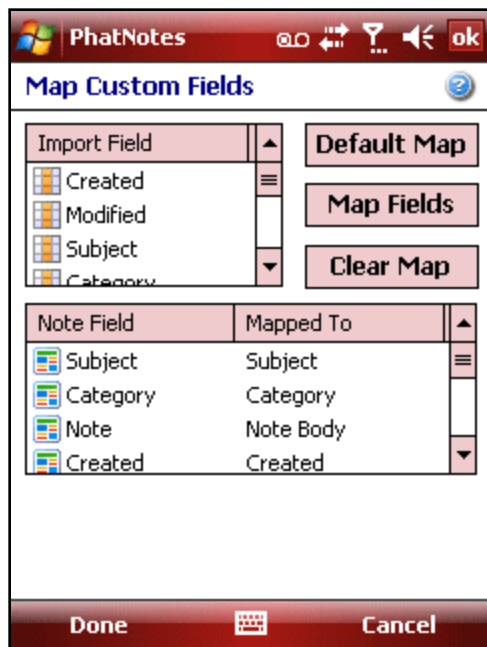 PhatNotes ok
Map Custom Fields
Import Field
Created
Modified
Subject
Category
Default Map
Map Fields
Clear Map
Note Field Mapped To
Subject Subject
Category Category
Note Note Body
Created Created
Done Cancel